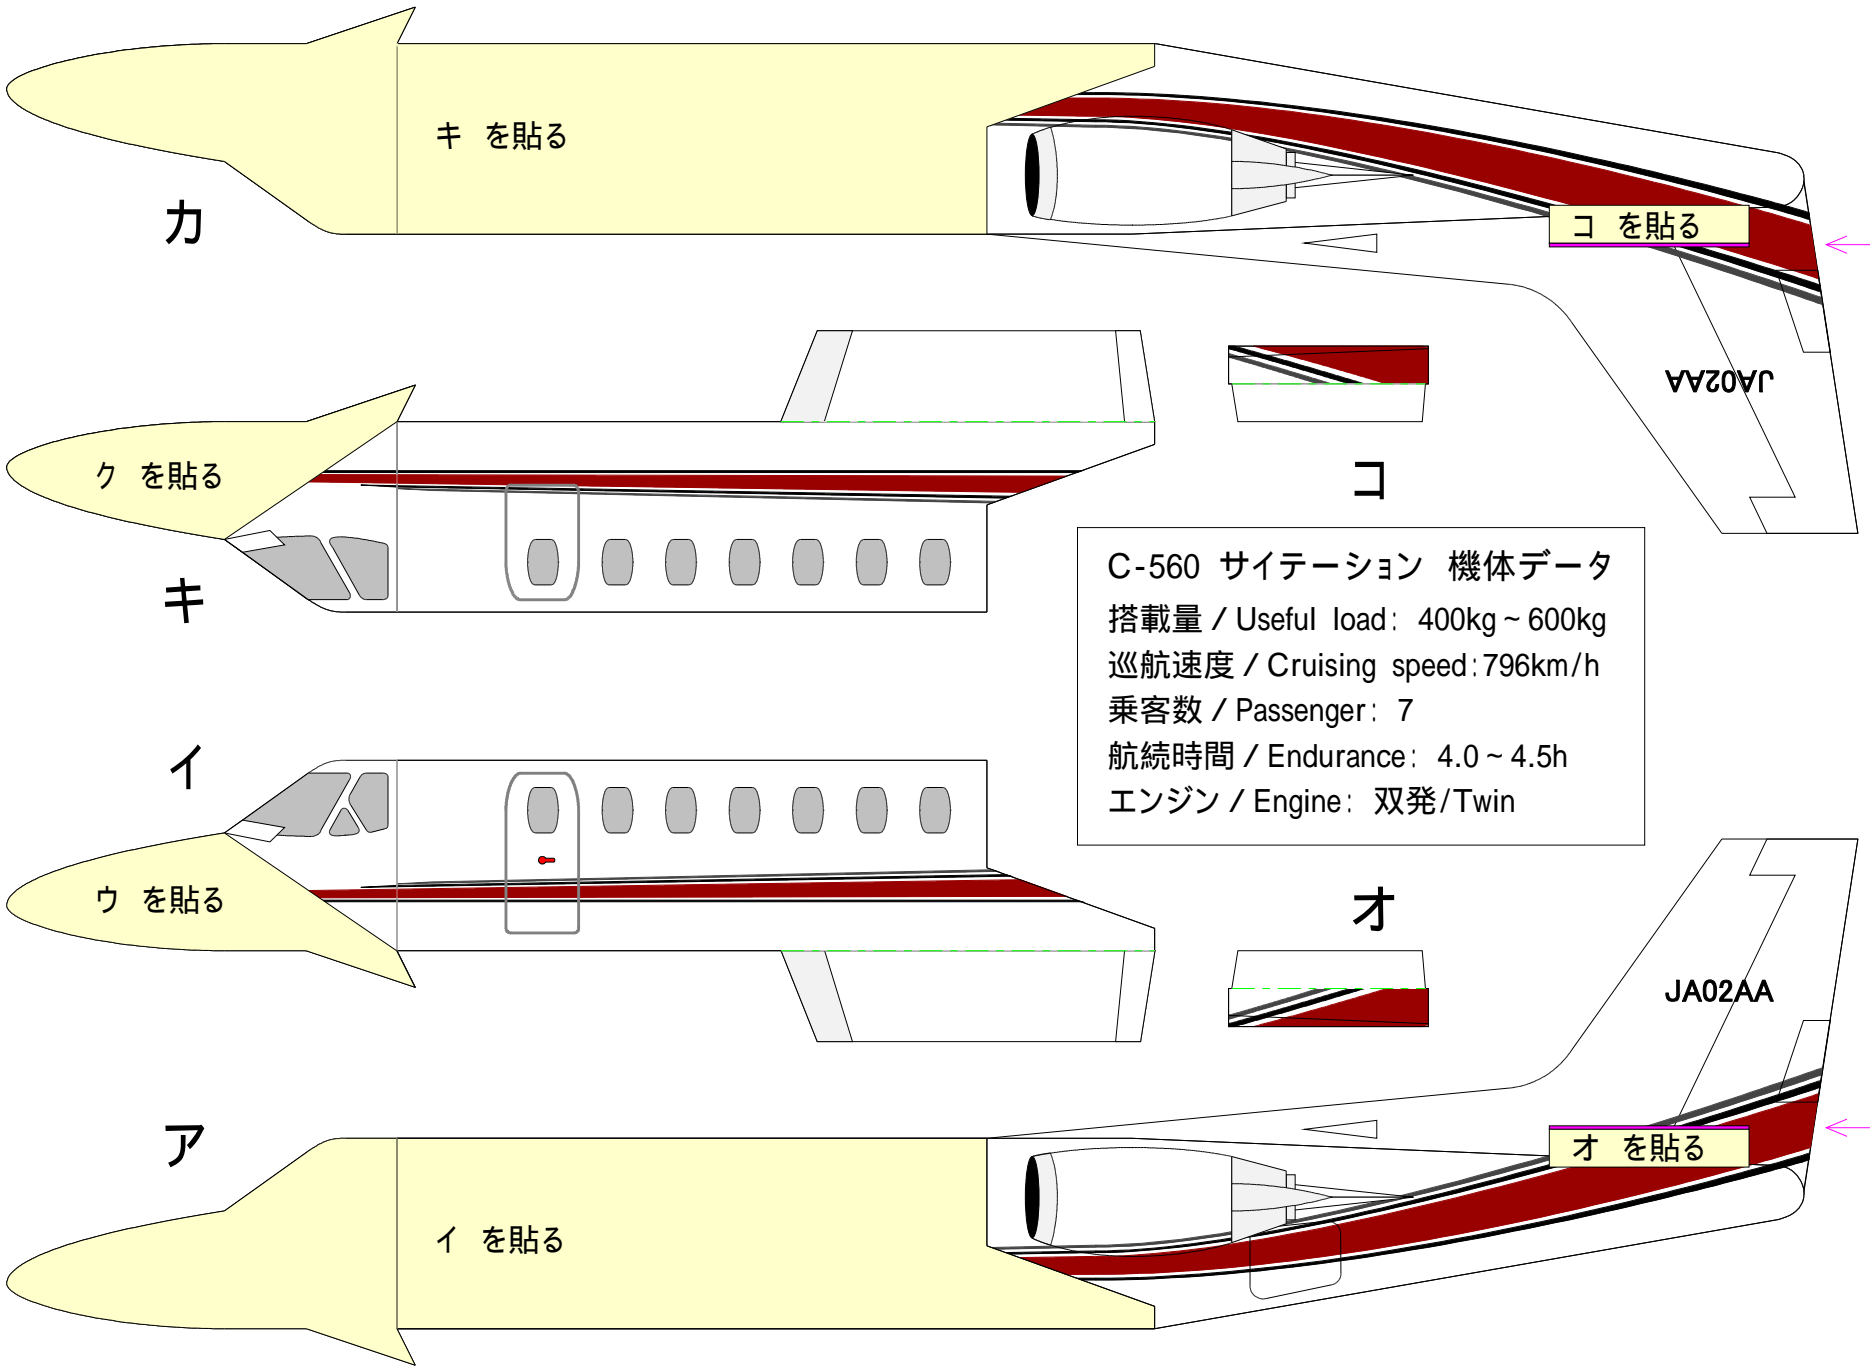 キ を貼る
カ
コ を貼る
JA02AA
ク を貼る
コ
キ
C-560 サイテーション 機体データ
搭載量 / Useful load: 400kg ~ 600kg
巡航速度 / Cruising speed:796km/h
乗客数 / Passenger: 7
航続時間 / Endurance: 4.0 ~ 4.5h
エンジン / Engine: 双発/Twin
イ
ウ を貼る
オ
JA02AA
ア
オ を貼る
イ を貼る